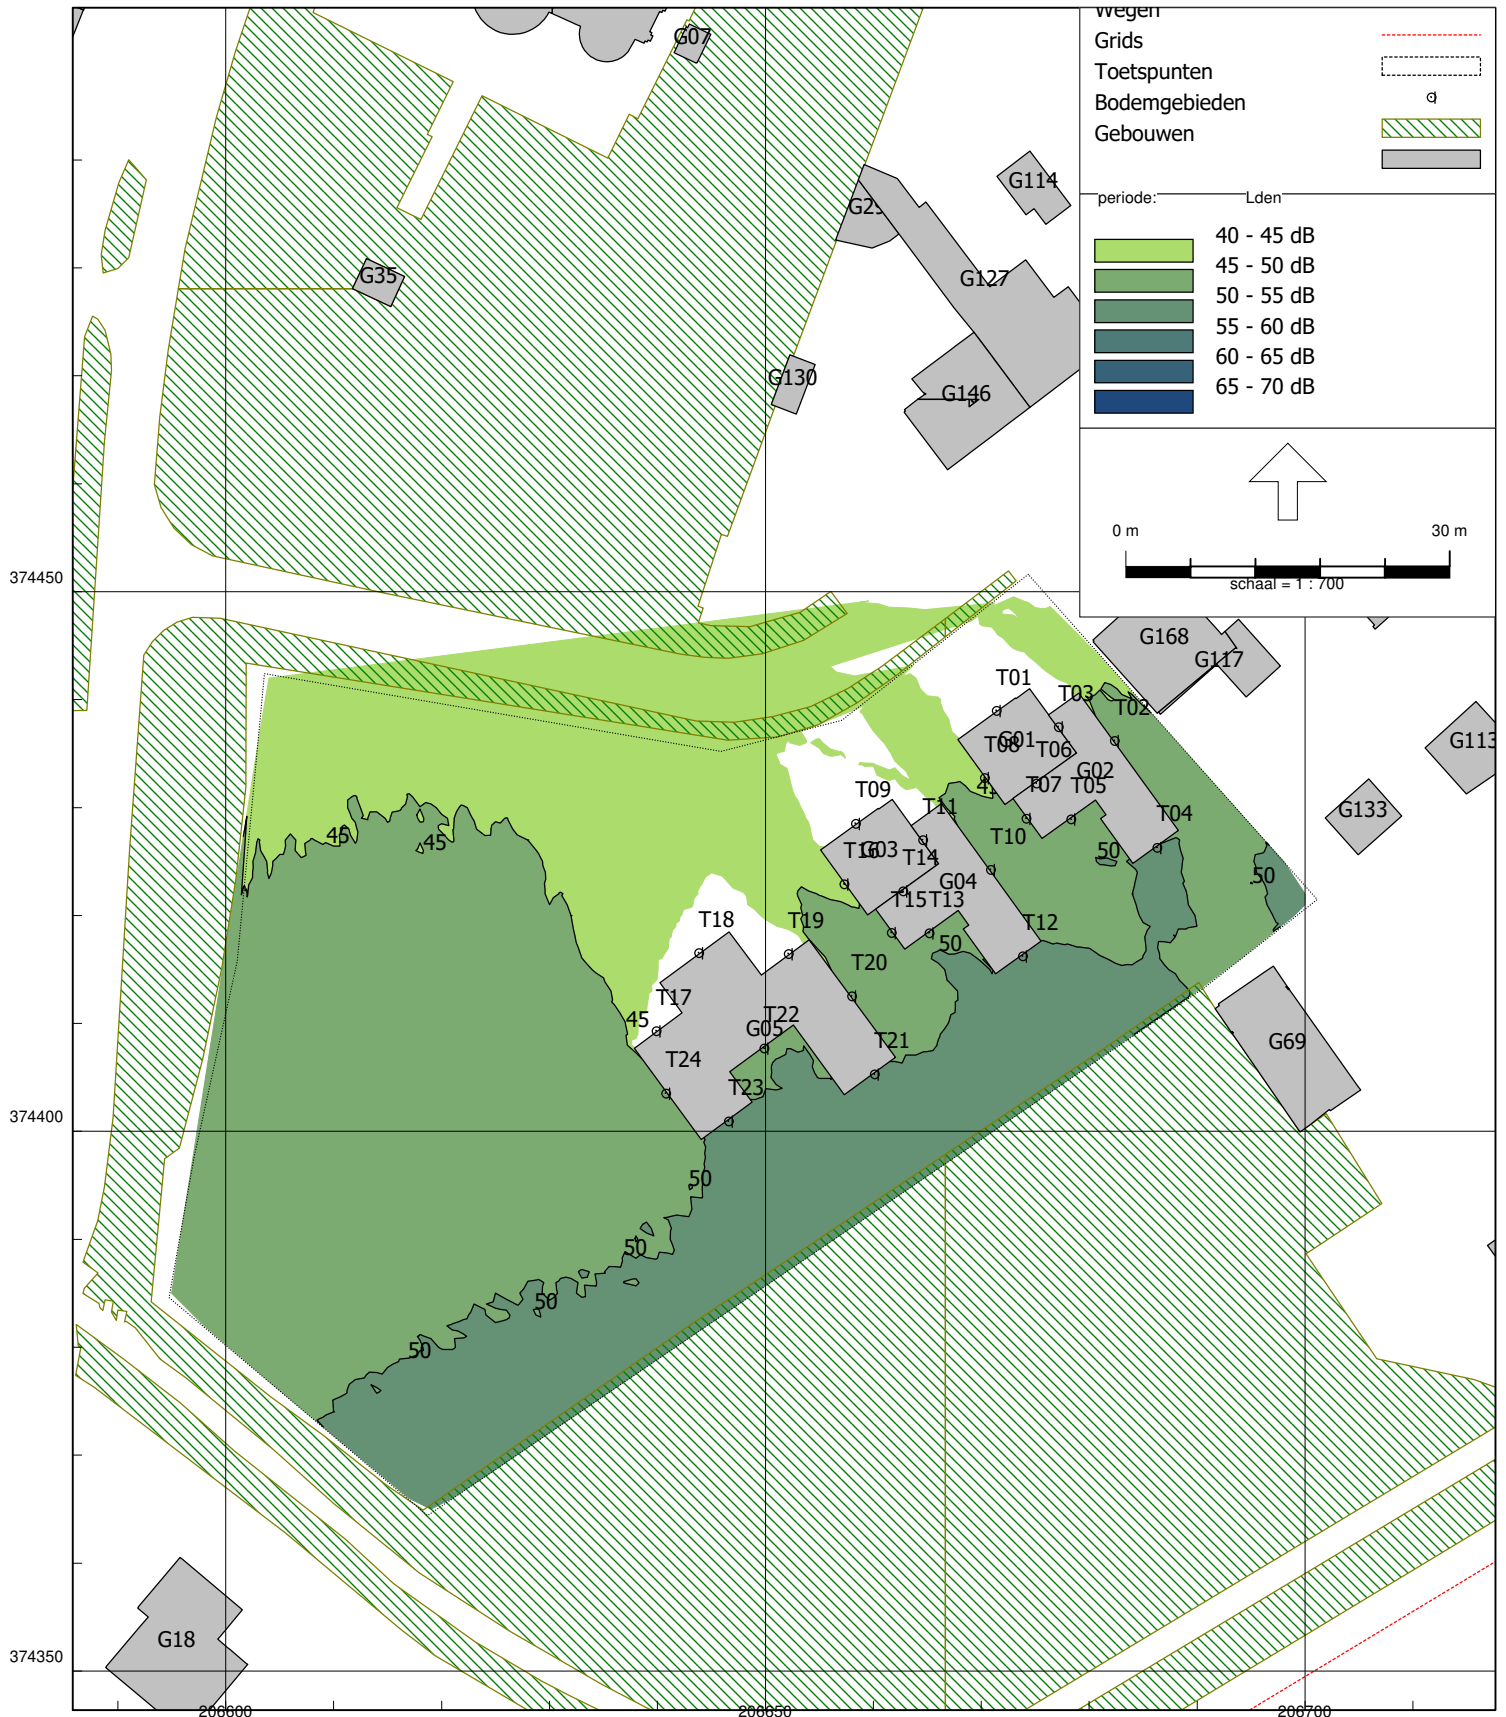 Wegen
Grids
Toetspunten
Bodemgebieden
Gebouwen
periode: Lden
40 - 45 dB
45 - 50 dB
50 - 55 dB
55 - 60 dB
60 - 65 dB
65 - 70 dB
0 m 30 m
schaal = 1 : 700
G07
G114
G29
G127
G35
G130
G146
374450
G168
G117
T01
T03
T02
G01
T08
T06
G113
G02
T07
T05
45
T09
T11
G133
T04
45
45
T10
G03
T16
T14
50
G04
50
T15
T13
T18
T19
T12
50
T20
T17
45
T22
G05
T21
G69
T24
T23
374400
50
50
50
50
G18
374350
206600
206650
206700